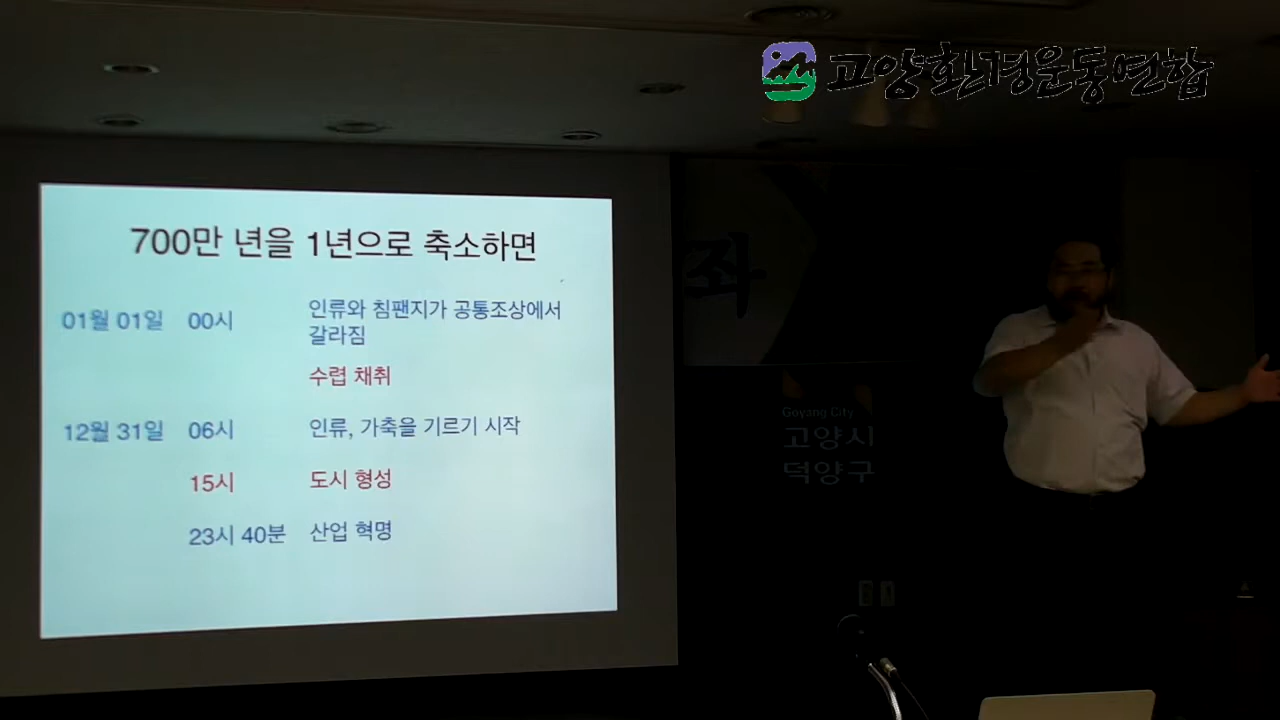 고양환경운동연합
700만 년을 1년으로 축소하면
01월 01일 00시 인류와 침팬지가 공통조상에서
갈라짐
수렵 채취
12월 31일 06시 인류, 가축을 기르기 시작
15시 도시 형성
23시 40분 산업 혁명
좌
Goyang City
고양시
덕양구